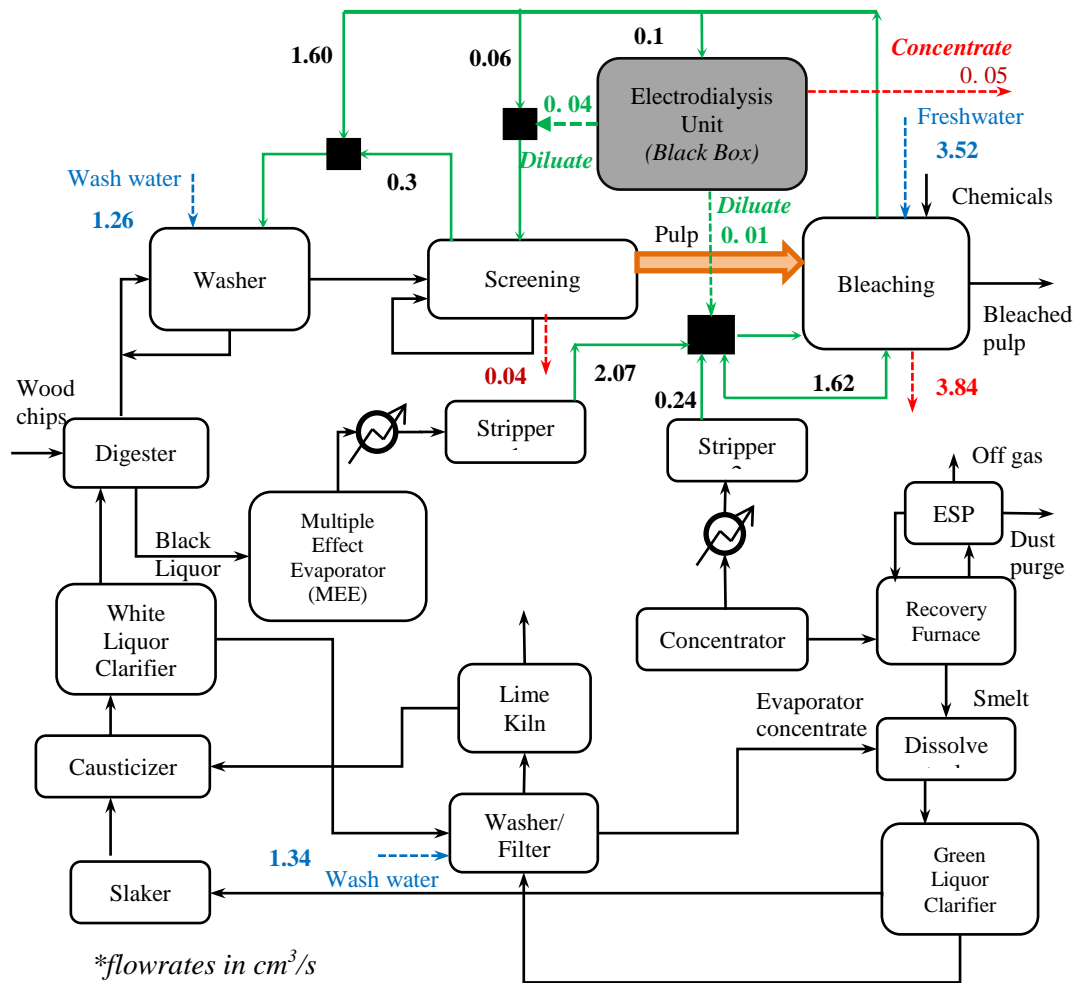 1.60
0.06
0.1
Concentrate
0. 05
Electrodialysis
Unit
(Black Box)
0. 04
Diluate
Freshwater
3.52
Wash water
1.26
0.3
Chemicals
Diluate
0. 01
Pulp
Washer
Screening
Bleaching
Bleached
pulp
0.04
2.07
0.24
1.62
3.84
Wood
chips
Digester
Stripper
Stripper
Off gas
ESP
Dust
purge
Black
Liquor
Multiple
Effect
Evaporator
(MEE)
White
Liquor
Clarifier
Concentrator
Recovery
Furnace
Lime
Kiln
Evaporator
concentrate
Smelt
Dissolve
Causticizer
Washer/
Filter
1.34
Wash water
Green
Liquor
Clarifier
Slaker
*flowrates in cm³/s